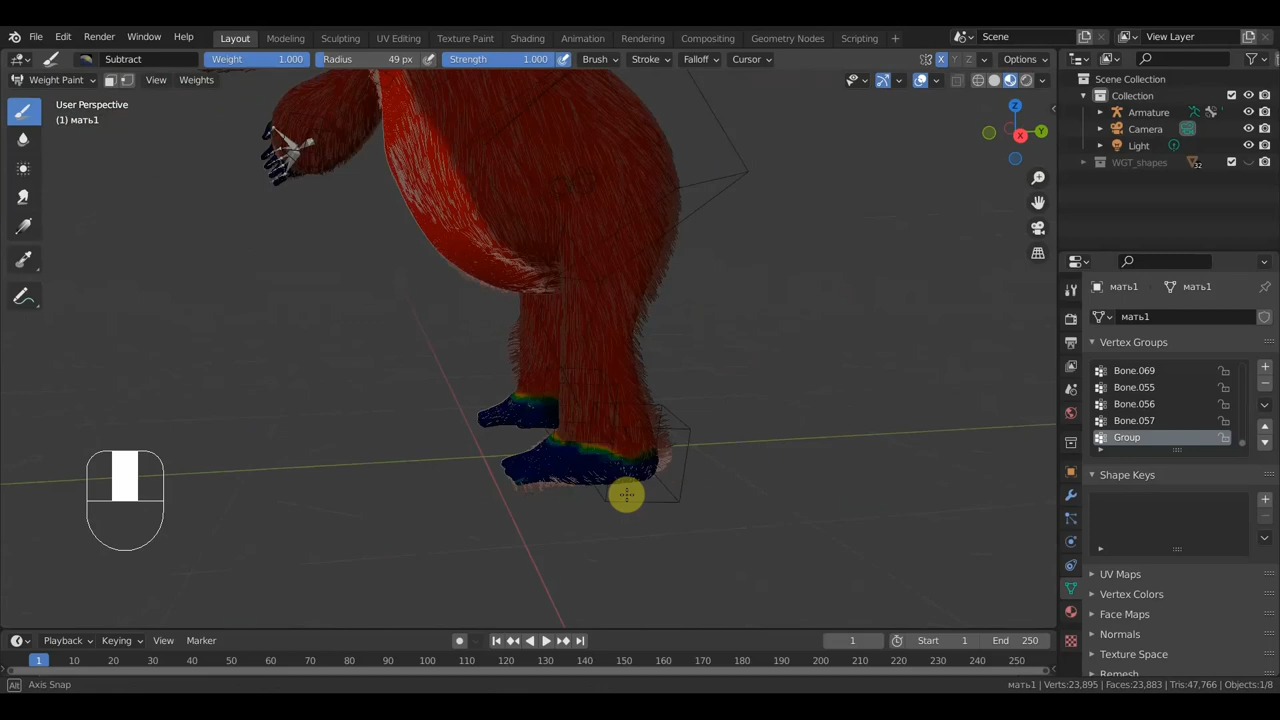 File Edit Render Window Help Layout Modeling Sculpting UV Editing Texture Paint Shading Animation Rendering Compositing Geometry Nodes Scripting + Scene View Layer
Subtract Weight 1.000 Radius 49 px Strength 1.000 Brush Stroke Falloff Cursor X Y Z Options
Weight Paint View Weights
Scene Collection
Collection
Armature
Camera
Light
WGT_shapes 32
User Perspective
(1) мать1
Z
Y
X
мать1 мать1
мать1
Vertex Groups
Bone.069
Bone.055
Bone.056
Bone.057
Group
Shape Keys
UV Maps
Vertex Colors
Face Maps
Normals
Texture Space
Remesh
Playback Keying View Marker 1 Start 1 End 250
1 10 20 30 40 50 60 70 80 90 100 110 120 130 140 150 160 170 180 190 200 210 220 230 240 250
Alt Axis Snap мать1 | Verts:23,895 | Faces:23,883 | Tris:47,766 | Objects:1/8